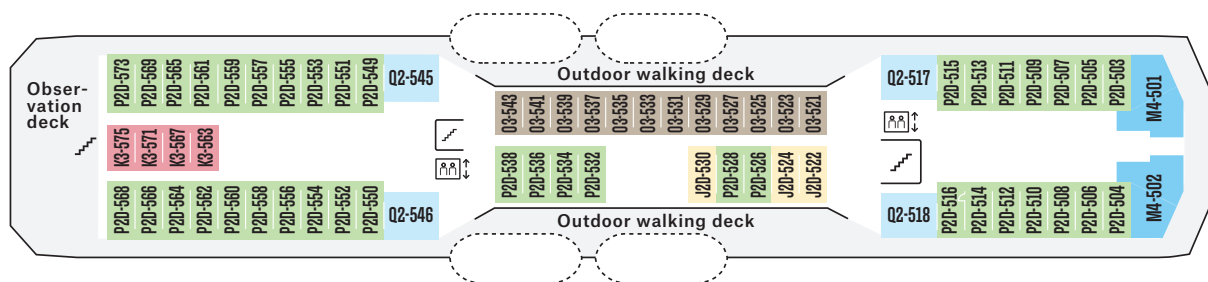 Obser-
vation
deck
P2D-573
P2D-569
P2D-565
P2D-561
P2D-559
P2D-557
P2D-555
P2D-553
P2D-551
P2D-549
Q2-545
Outdoor walking deck
Q2-517
P2D-515
P2D-513
P2D-511
P2D-509
P2D-507
P2D-505
P2D-503
M4-501
K3-575
K3-571
K3-567
K3-563
O3-543
O3-541
O3-539
O3-537
O3-535
O3-533
O3-531
O3-529
O3-527
O3-525
O3-523
O3-521
P2D-568
P2D-566
P2D-564
P2D-562
P2D-560
P2D-558
P2D-556
P2D-554
P2D-552
P2D-550
Q2-546
P2D-538
P2D-536
P2D-534
P2D-532
J2D-530
P2D-528
P2D-526
J2D-524
J2D-522
Outdoor walking deck
Q2-518
P2D-516
P2D-514
P2D-512
P2D-510
P2D-508
P2D-506
P2D-504
M4-502